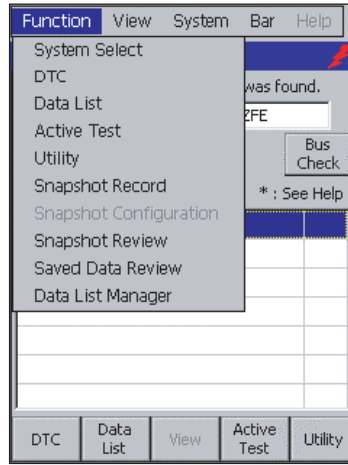 Function View System Bar Help
System Select
DTC
Data List
Active Test
Utility
Snapshot Record
Snapshot Configuration
Snapshot Review
Saved Data Review
Data List Manager
was found.
ZFE
Bus
Check
* : See Help
DTC
Data
List
View
Active
Test
Utility